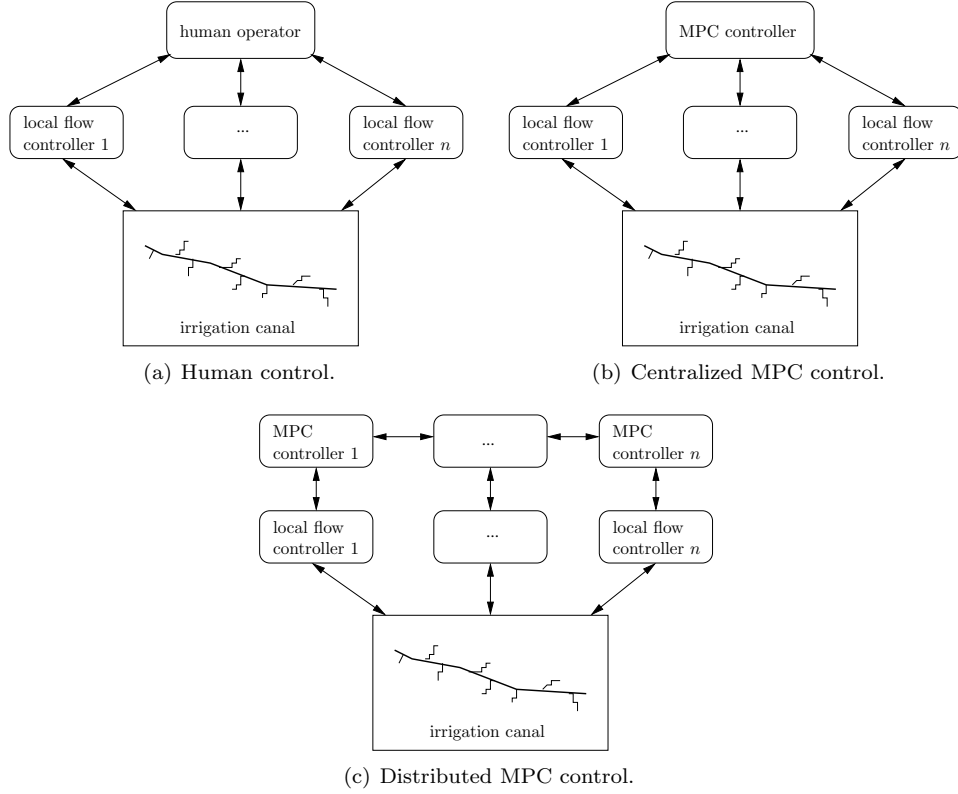 human operator
local flow
controller 1
...
local flow
controller n
irrigation canal
(a) Human control.
MPC controller
local flow
controller 1
...
local flow
controller n
irrigation canal
(b) Centralized MPC control.
MPC
controller 1
...
MPC
controller n
local flow
controller 1
...
local flow
controller n
irrigation canal
(c) Distributed MPC control.